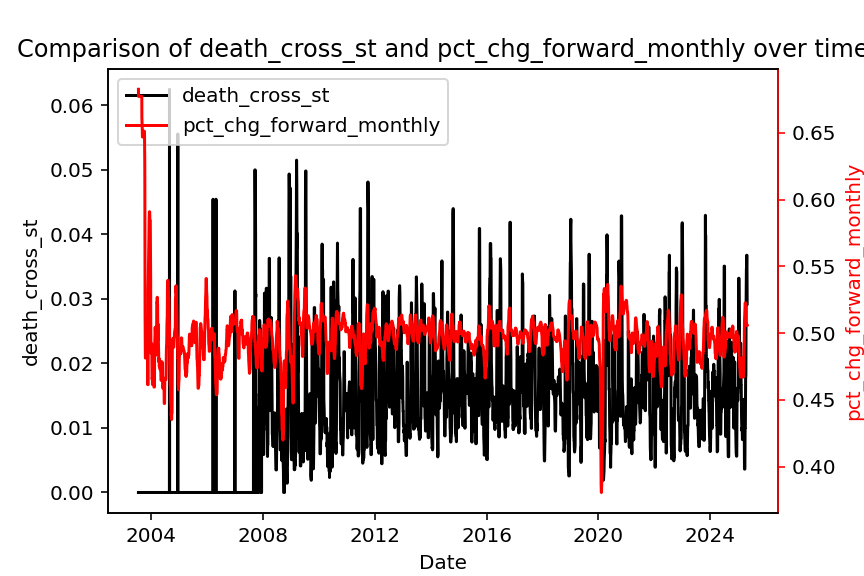 Comparison of death_cross_st and pct_chg_forward_monthly over time
death_cross_st
pct_chg_forward_monthly
0.06
0.05
0.04
0.03
0.02
0.01
0.00
death_cross_st
0.65
0.60
0.55
0.50
0.45
0.40
pct_chg_forward_monthly
2004 2008 2012 2016 2020 2024
Date